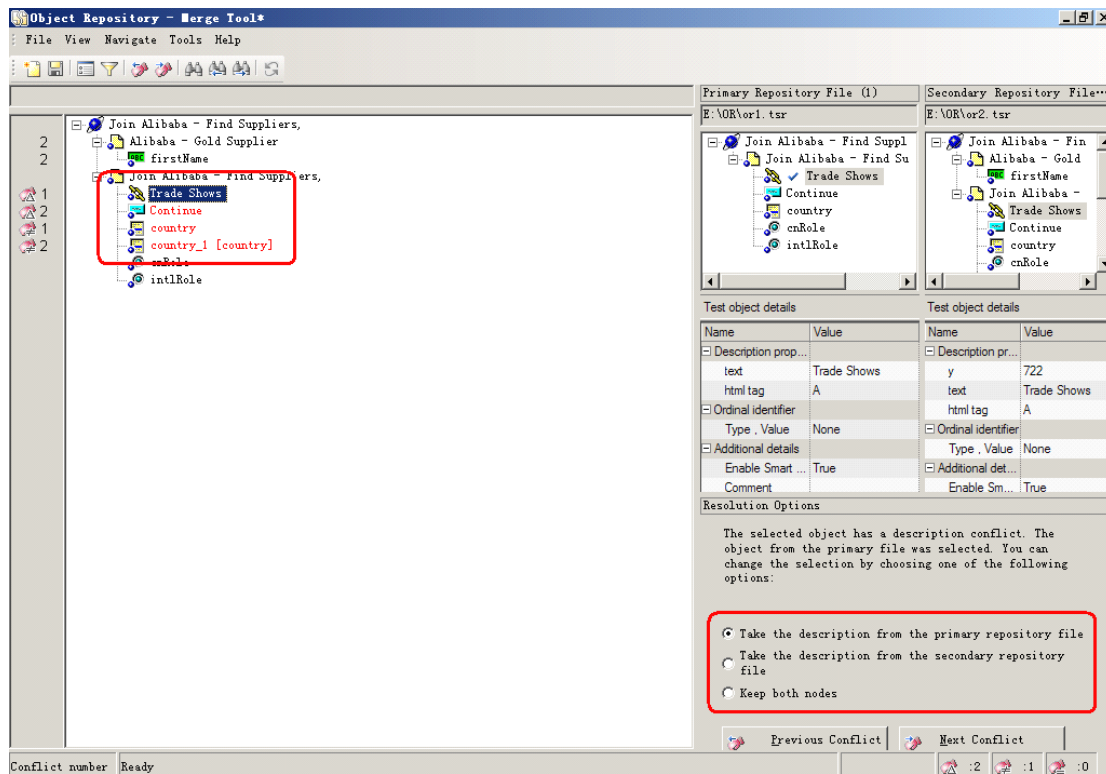 Object Repository - Merge Tool*
File View Navigate Tools Help
Primary Repository File (1)
Secondary Repository File…
E:\OR\or1.tsr
E:\OR\or2.tsr
Join Alibaba - Find Suppliers,
2 Alibaba - Gold Supplier
2 firstName
Join Alibaba - Find Suppliers,
1 Trade Shows
2 Continue
1 country
2 country_1 [country]
cnRole
intlRole
Join Alibaba - Find Suppl
Join Alibaba - Find Su
Trade Shows
Continue
country
cnRole
intlRole
Join Alibaba - Fin
Alibaba - Gold
firstName
Join Alibaba -
Trade Shows
Continue
country
cnRole
Test object details
Name Value
Description prop...
text Trade Shows
html tag A
Ordinal identifier
Type , Value None
Additional details
Enable Smart ... True
Comment
Test object details
Name Value
Description pr...
y 722
text Trade Shows
html tag A
Ordinal identifier
Type , Value None
Additional det...
Enable Sm... True
Resolution Options
The selected object has a description conflict. The
object from the primary file was selected. You can
change the selection by choosing one of the following
options:
Take the description from the primary repository file
Take the description from the secondary repository
file
Keep both nodes
Previous Conflict Next Conflict
Conflict number Ready :2 :1 :0